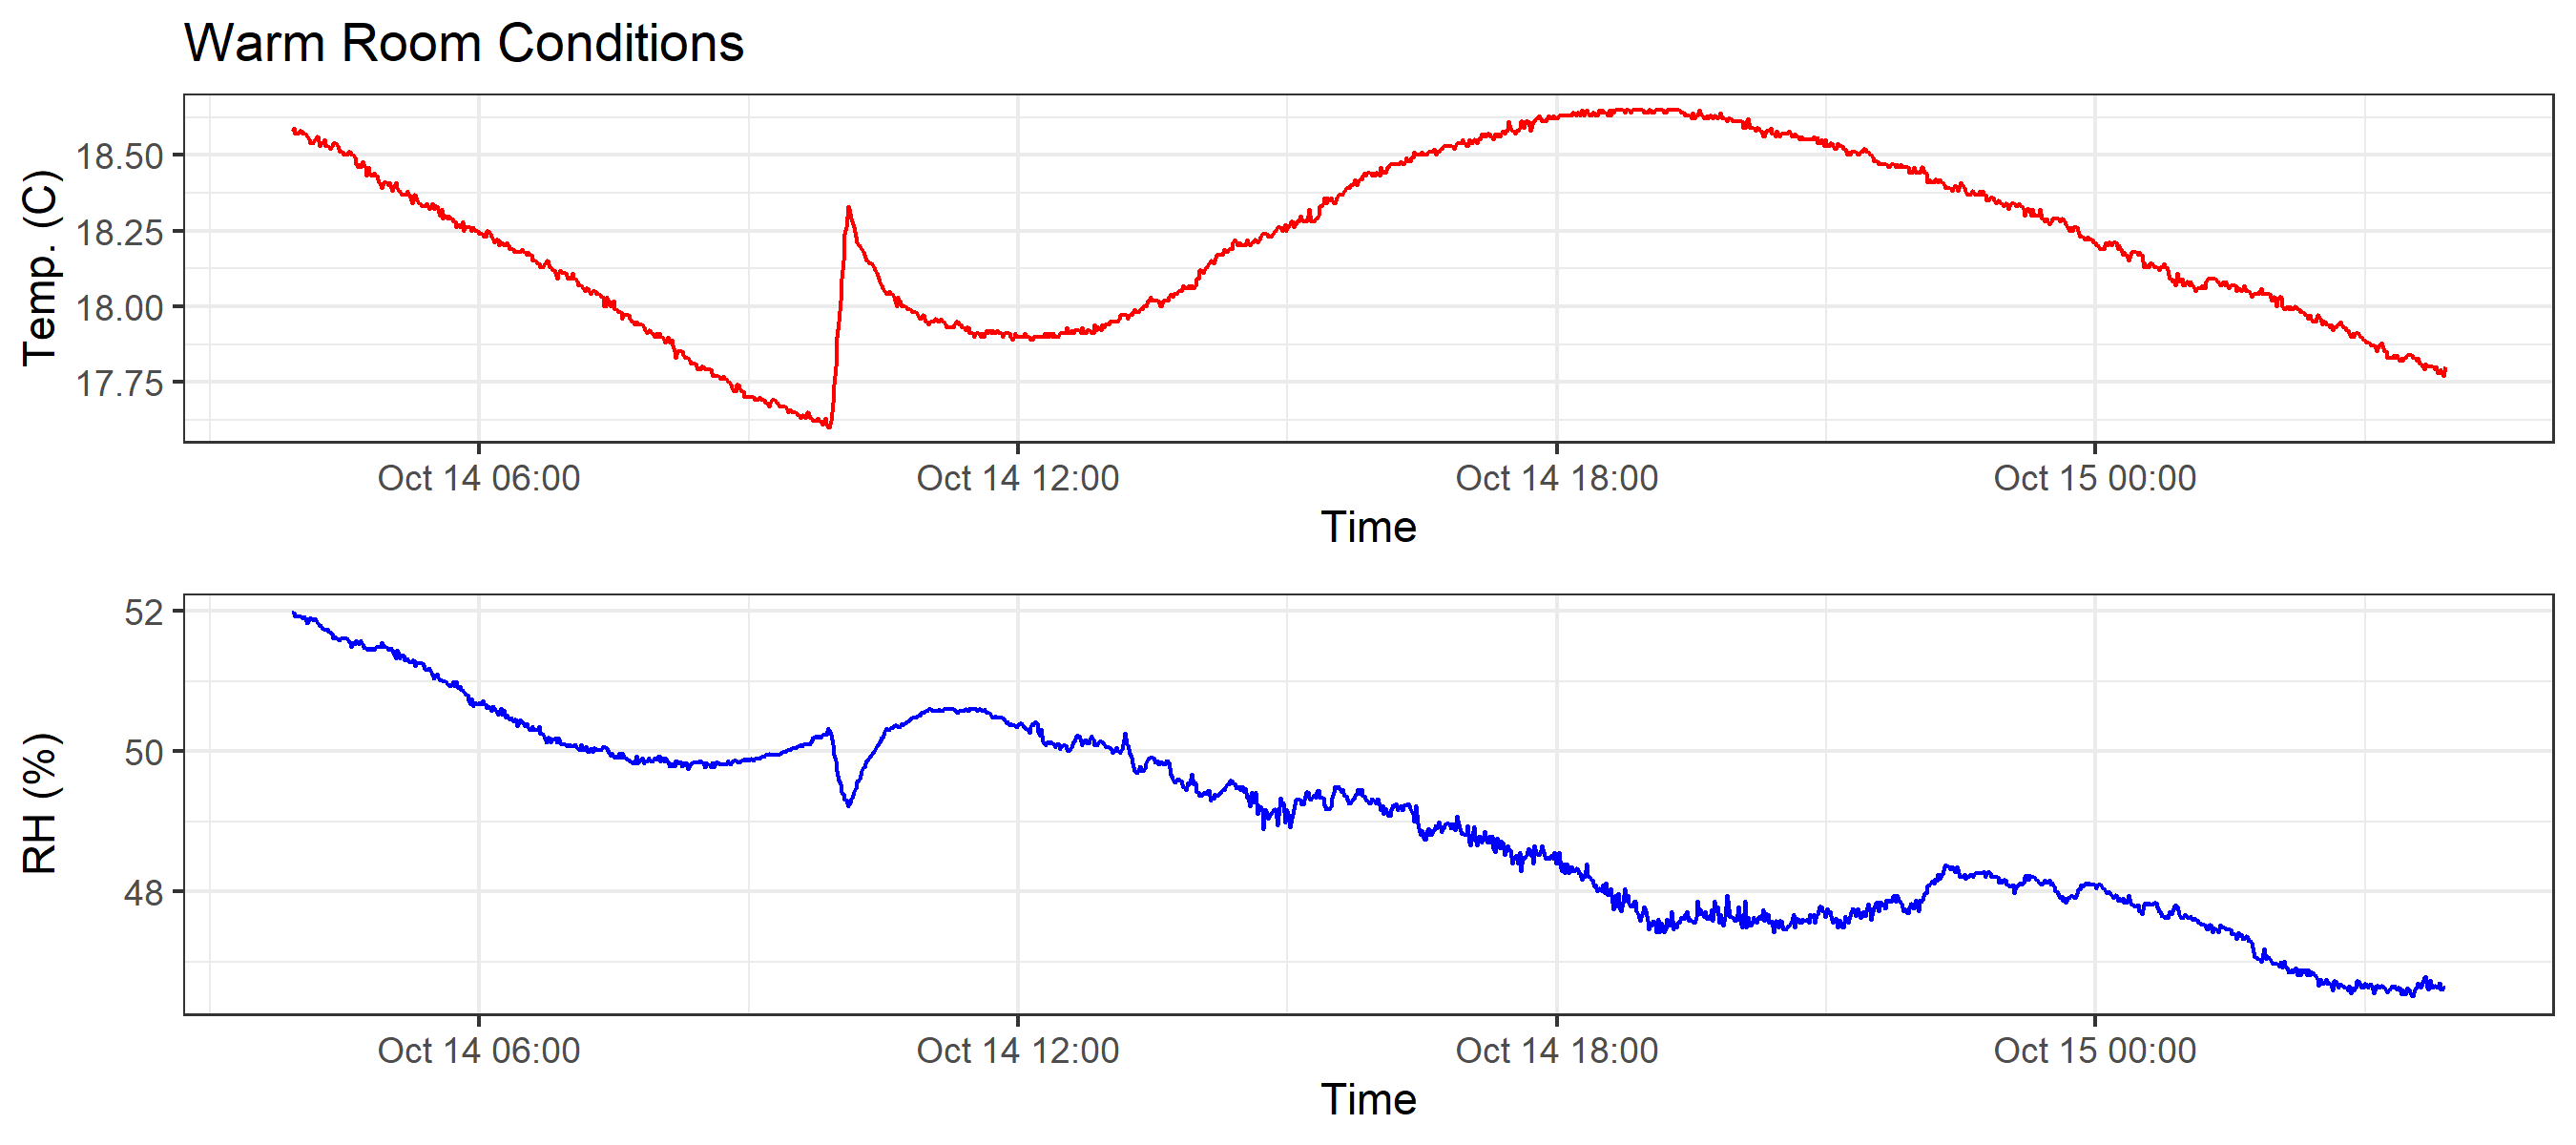 Warm Room Conditions
Temp. (C)
18.50
18.25
18.00
17.75
Oct 14 06:00 Oct 14 12:00 Oct 14 18:00 Oct 15 00:00
Time
RH (%)
52
50
48
Oct 14 06:00 Oct 14 12:00 Oct 14 18:00 Oct 15 00:00
Time